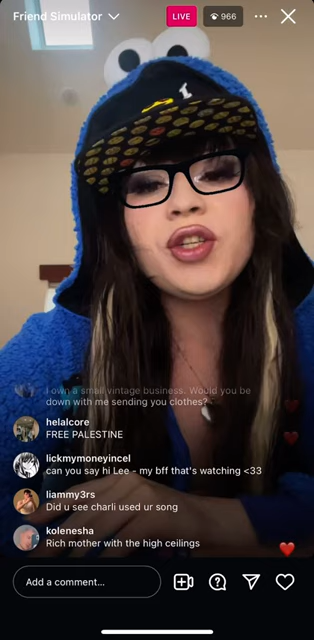 Friend Simulator
LIVE
966
I
I own a small vintage business. Would you be
down with me sending you clothes?
helalcore
FREE PALESTINE
lickmymoneyincel
can you say hi Lee - my bff that's watching <33
liammy3rs
Did u see charli used ur song
kolenesha
Rich mother with the high ceilings
Add a comment...